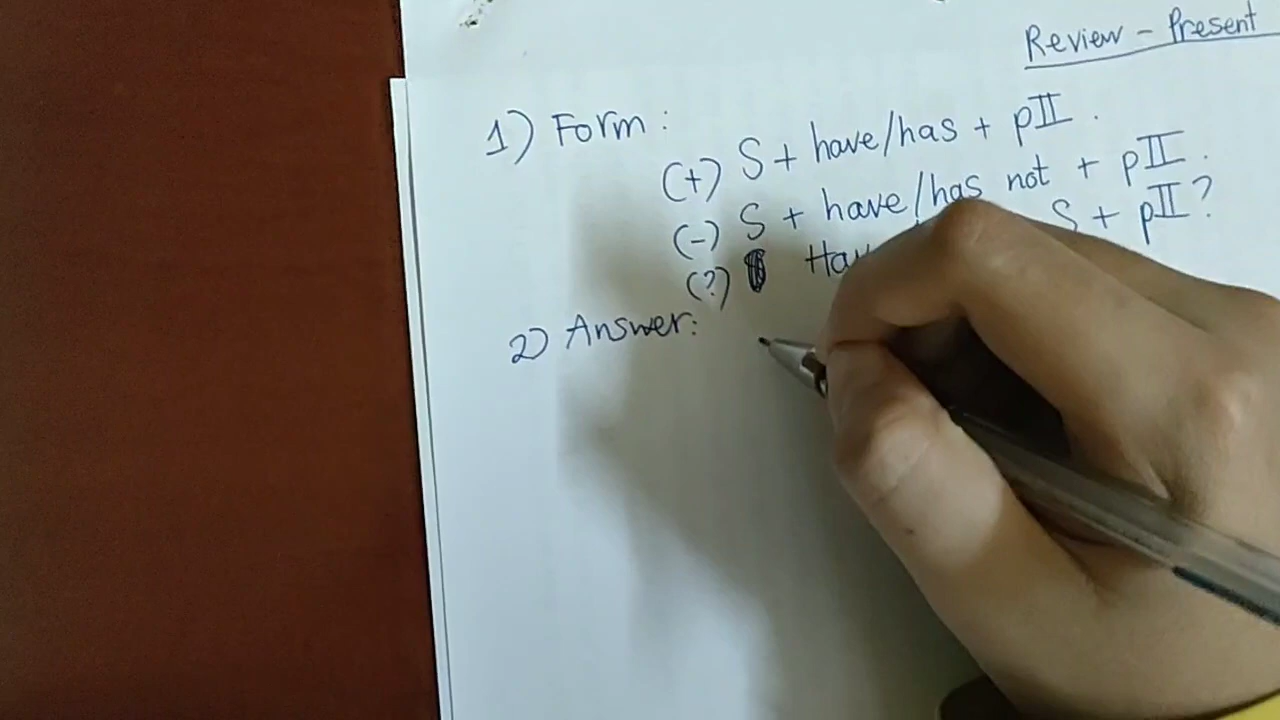 Review - Present
1) Form:
(+) S + have/has + pII.
(-) S + have/has not + pII.
(?) S + pII?
2) Answer: